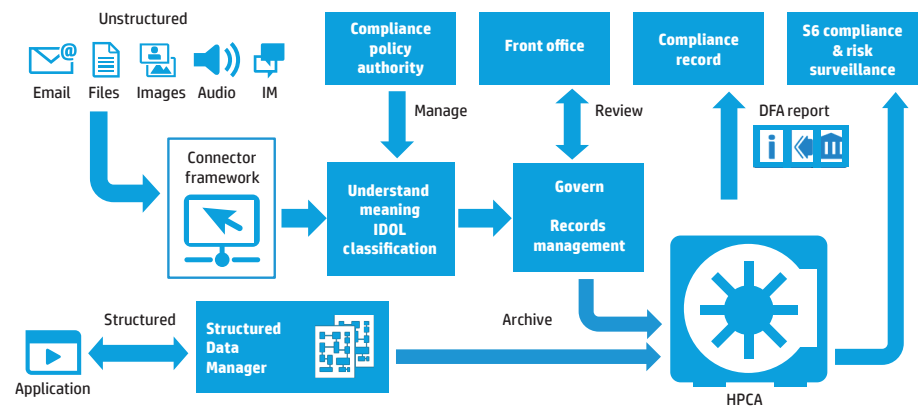 Unstructured
Email
Files
Images
Audio
IM
Compliance
policy
authority
Front office
Compliance
record
S6 compliance
& risk
surveillance
Manage
Review
DFA report
Connector
framework
Understand
meaning
IDOL
classification
Govern
Records
management
Structured
Application
Structured
Data
Manager
Archive
HPCA